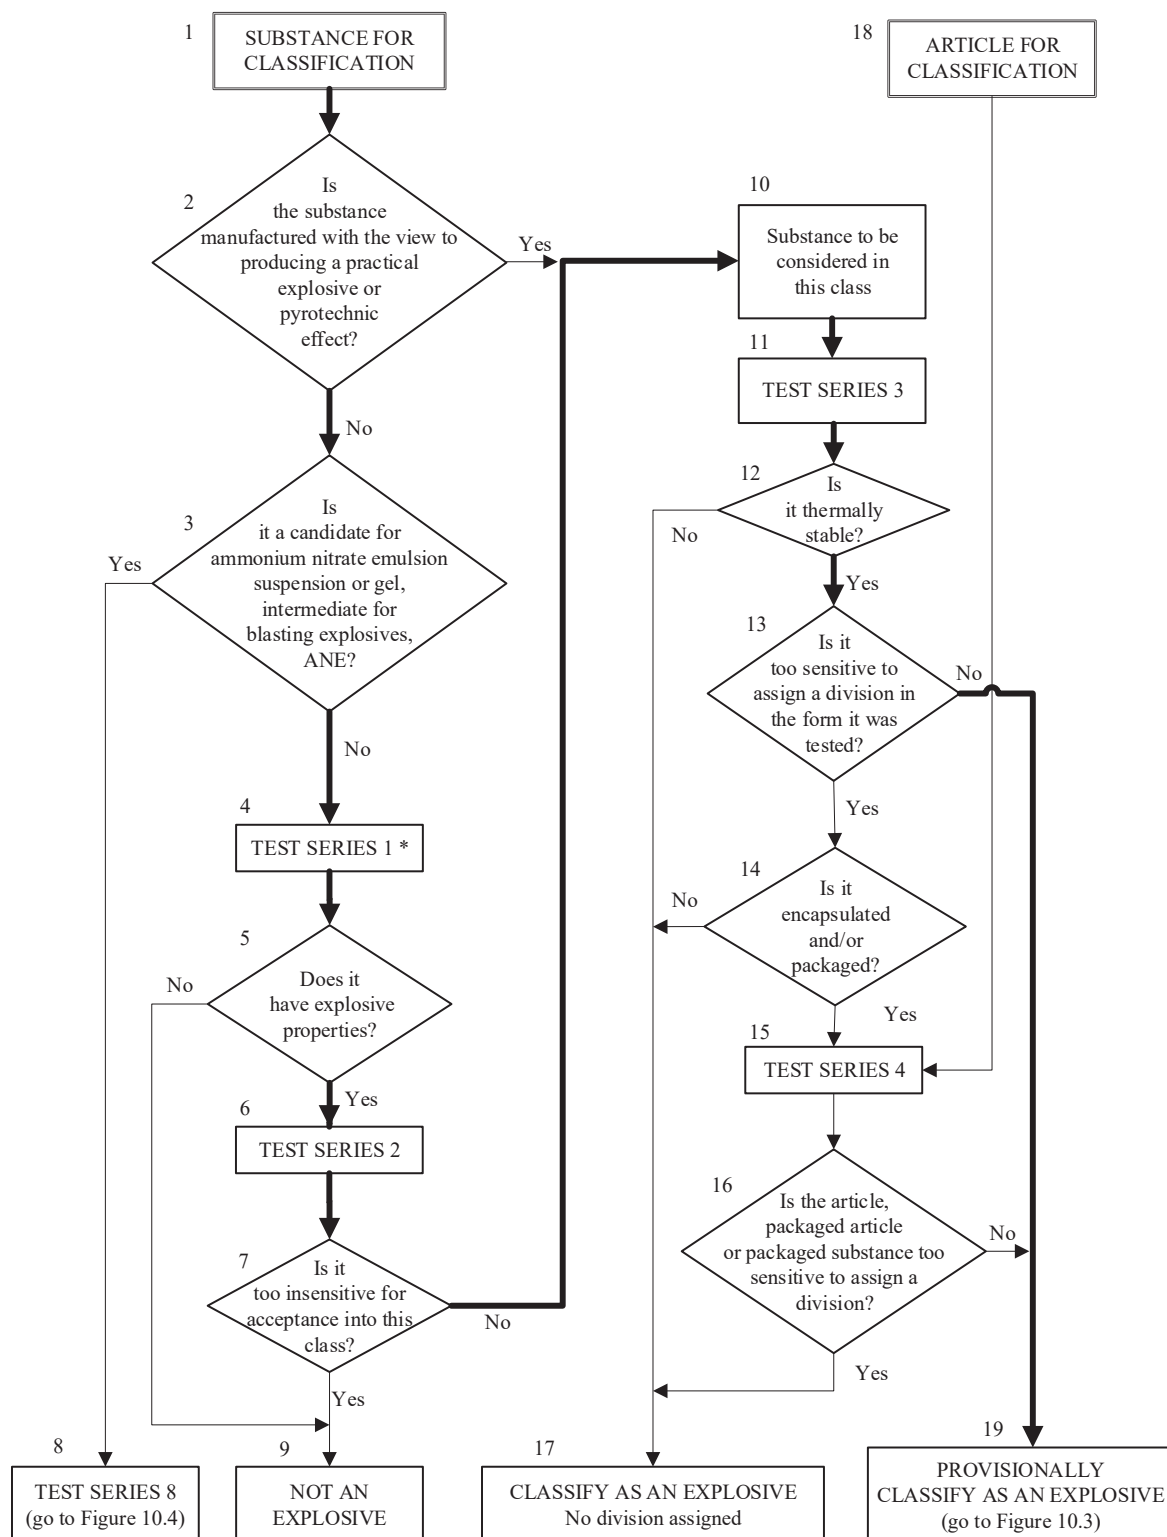 1
SUBSTANCE FOR
CLASSIFICATION
2
Is
the substance
manufactured with the view to
producing a practical
explosive or
pyrotechnic
effect?
Yes
No
3
Is
it a candidate for
ammonium nitrate emulsion
suspension or gel,
intermediate for
blasting explosives,
ANE?
Yes
No
4
TEST SERIES 1 *
5
Does it
have explosive
properties?
No
Yes
6
TEST SERIES 2
7
Is it
too insensitive for
acceptance into this
class?
No
Yes
8
TEST SERIES 8
(go to Figure 10.4)
9
NOT AN
EXPLOSIVE
10
Substance to be
considered in
this class
11
TEST SERIES 3
12
Is
it thermally
stable?
No
Yes
13
Is it
too sensitive to
assign a division in
the form it was
tested?
No
Yes
14
Is it
encapsulated
and/or
packaged?
No
Yes
15
TEST SERIES 4
16
Is the article,
packaged article
or packaged substance too
sensitive to assign a
division?
No
Yes
17
CLASSIFY AS AN EXPLOSIVE
No division assigned
18
ARTICLE FOR
CLASSIFICATION
19
PROVISIONALLY
CLASSIFY AS AN EXPLOSIVE
(go to Figure 10.3)